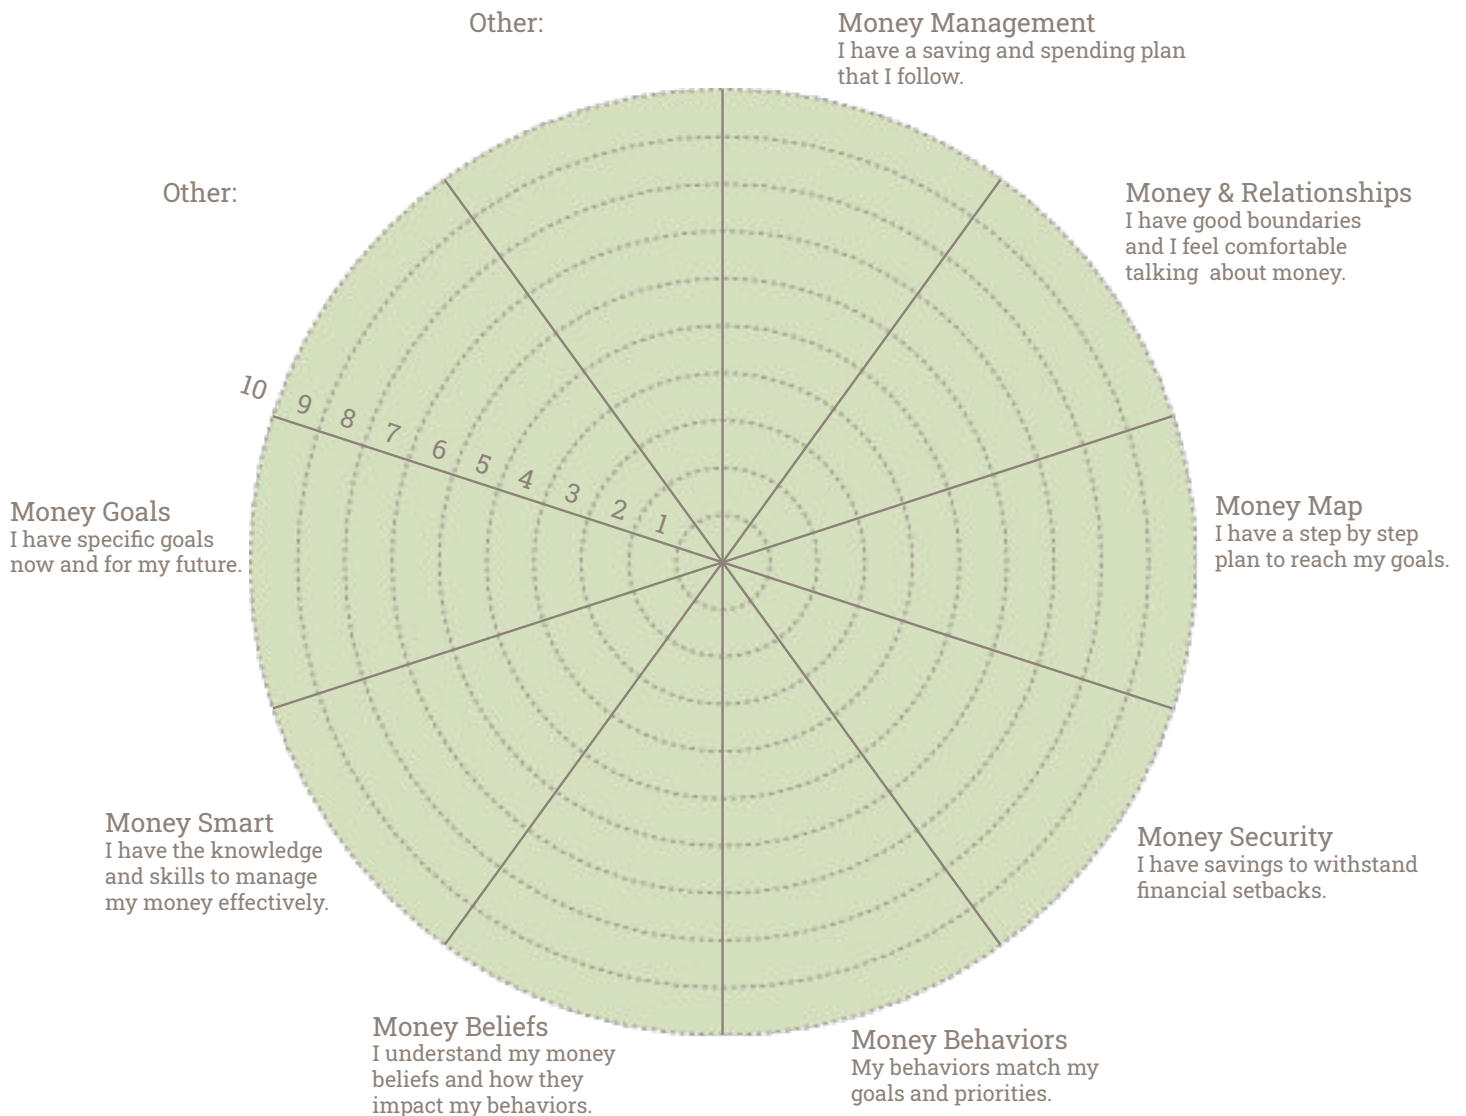 Other:
Money Management
I have a saving and spending plan
that I follow.
Other:
Money & Relationships
I have good boundaries
and I feel comfortable
talking  about money.
10
9
8
7
6
5
4
3
2
1
Money Goals
I have specific goals
now and for my future.
Money Map
I have a step by step
plan to reach my goals.
Money Smart
I have the knowledge
and skills to manage
my money effectively.
Money Security
I have savings to withstand
financial setbacks.
Money Beliefs
I understand my money
beliefs and how they
impact my behaviors.
Money Behaviors
My behaviors match my
goals and priorities.